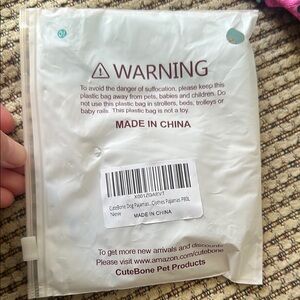 WARNING
To avoid the danger of suffocation, please keep this
plastic bag away from pets, babies and children. Do
not use this plastic bag in strollers, beds, trolleys or
baby rails. This plastic bag is not a toy.
MADE IN CHINA
CuteBone Dog Pajamas...Clothes Pajamas P80L
New
MADE IN CHINA
To get more new arrivals and discounts
Please visit www.amazon.com/cutebone
CuteBone Pet Products